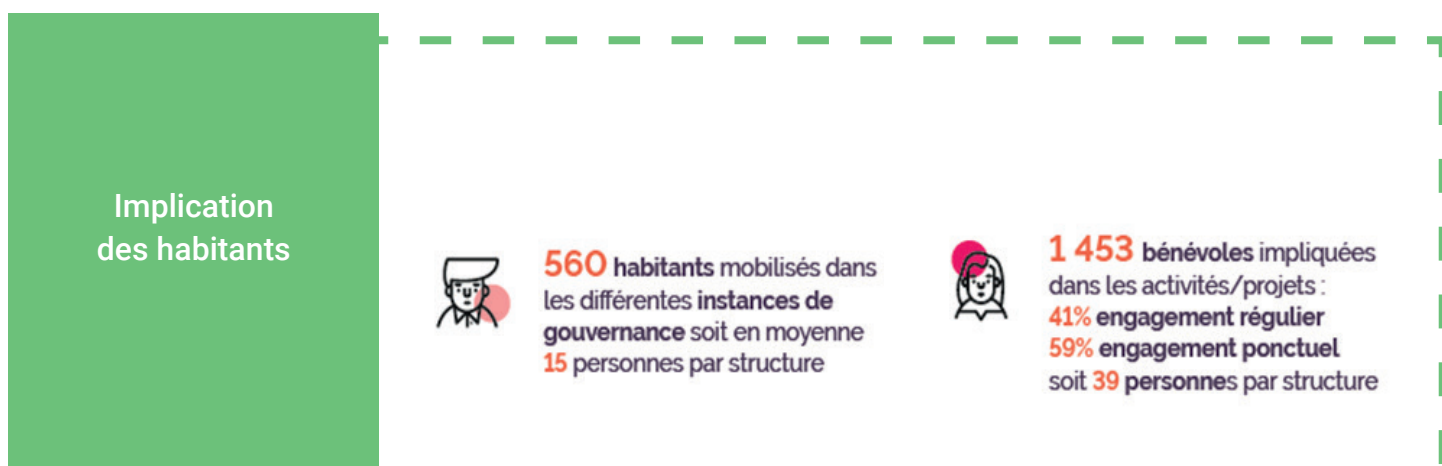 Implication
des habitants
560 habitants mobilisés dans
les différentes instances de
gouvernance soit en moyenne
15 personnes par structure
1 453 bénévoles impliquées
dans les activités/projets :
41% engagement régulier
59% engagement ponctuel
soit 39 personnes par structure